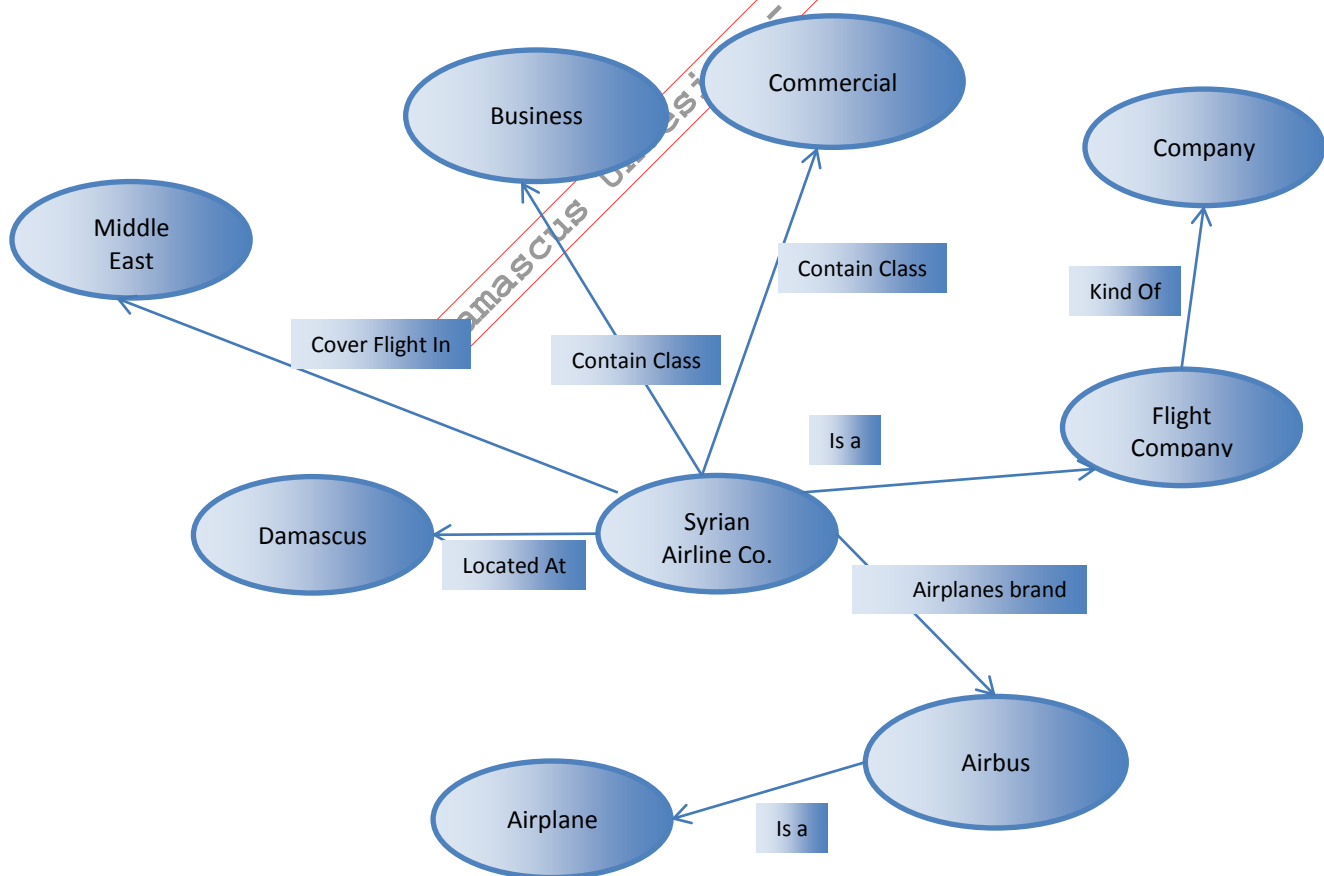 Commercial
Business
Company
Middle
East
Contain Class
Kind Of
Cover Flight In
Contain Class
Is a
Flight
Company
Damascus
Syrian
Airline Co.
Located At
Airplanes brand
Airbus
Airplane
Is a